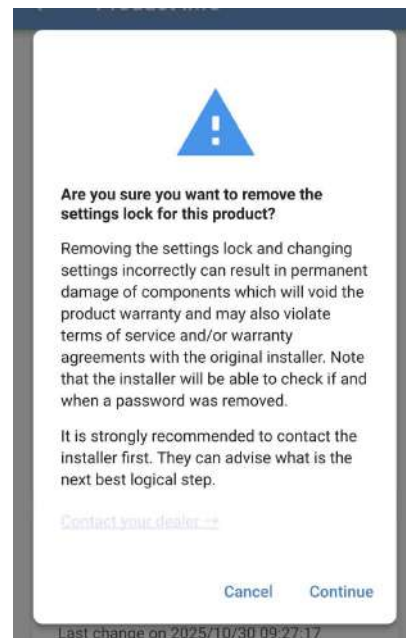 Product info
Are you sure you want to remove the
settings lock for this product?
Removing the settings lock and changing
settings incorrectly can result in permanent
damage of components which will void the
product warranty and may also violate
terms of service and/or warranty
agreements with the original installer. Note
that the installer will be able to check if and
when a password was removed.
It is strongly recommended to contact the
installer first. They can advise what is the
next best logical step.
Contact your dealer →
Cancel Continue
Last change on 2025/10/30 09:27:17